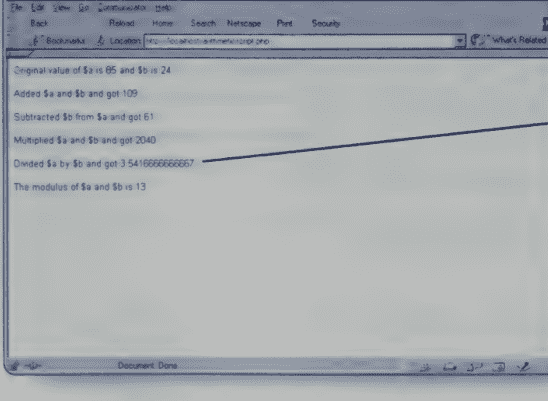 File Edit View Go Communicator Help
Back Reload Home Search Netscape Print Security
Bookmarks Location: What's Related
Original value of $a is 85 and $b is 24
Added $a and $b and got 109
Subtracted $b from $a and got 61
Multiplied $a and $b and got 2040
Divided $a by $b and got 3.5416666666667
The modulus of $a and $b is 13
Document: Done